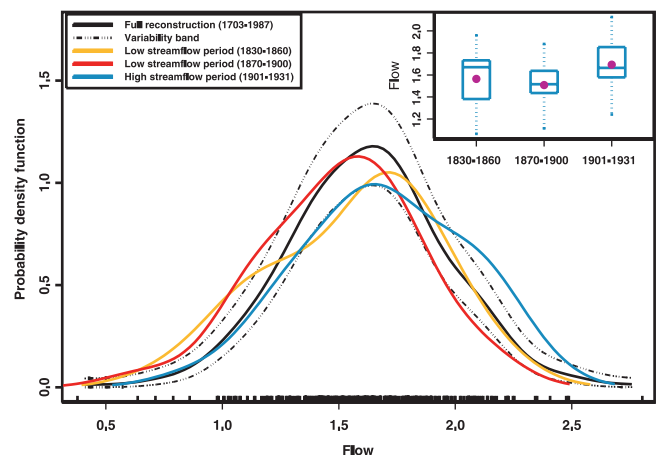 Full reconstruction (1703-1987)
Variability band
Low streamflow period (1830-1860)
Low streamflow period (1870-1900)
High streamflow period (1901-1931)
Flow
1.2 1.4 1.6 1.8 2.0
1830-1860 1870-1900 1901-1931
Probability density function
0.0 0.5 1.0 1.5
0,5 1,0 1,5 2,0 2,5
Flow